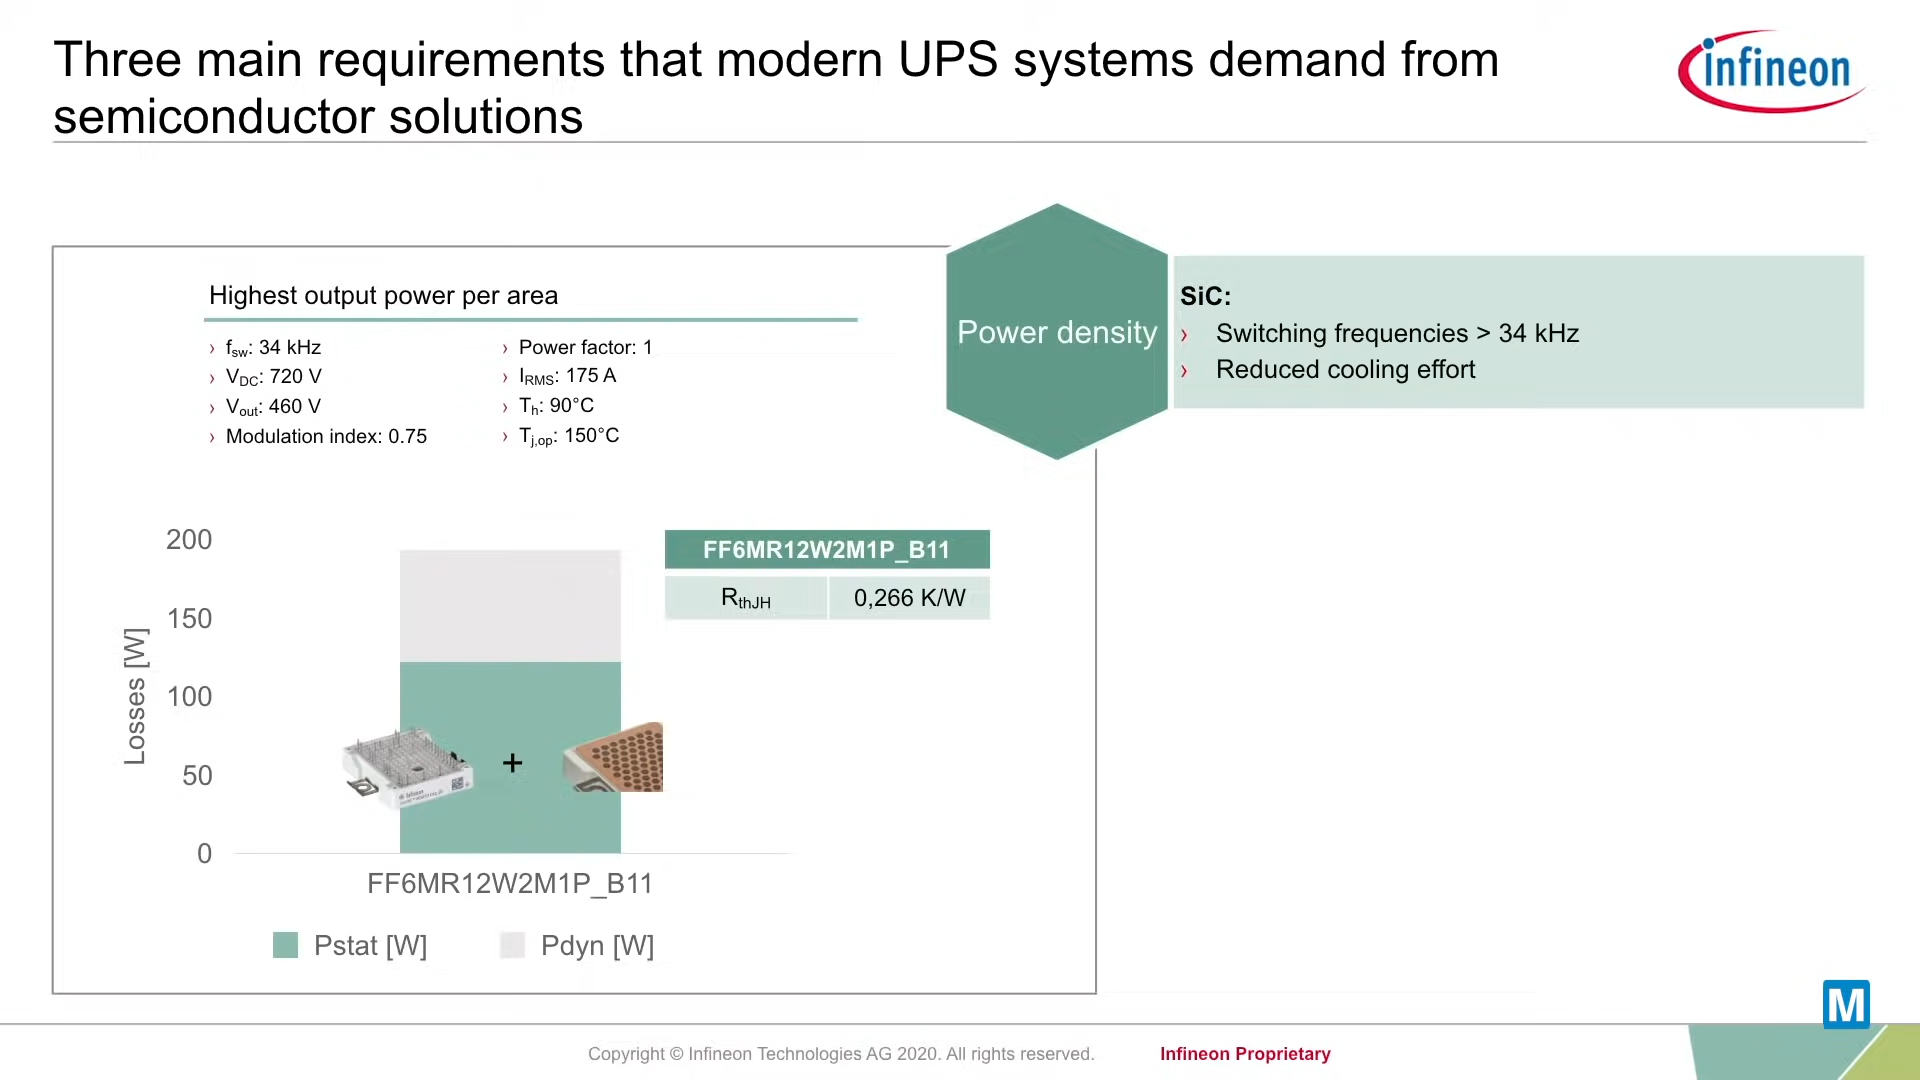 Three main requirements that modern UPS systems demand from
semiconductor solutions
infineon
Highest output power per area
› fsw: 34 kHz
› VDC: 720 V
› Vout: 460 V
› Modulation index: 0.75
› Power factor: 1
› IRMS: 175 A
› Th: 90°C
› Tj,op: 150°C
Power density
SiC:
› Switching frequencies > 34 kHz
› Reduced cooling effort
Losses [W]
200
150
100
50
0
FF6MR12W2M1P_B11
RthJH 0,266 K/W
+
FF6MR12W2M1P_B11
Pstat [W] Pdyn [W]
M
Copyright © Infineon Technologies AG 2020. All rights reserved. Infineon Proprietary